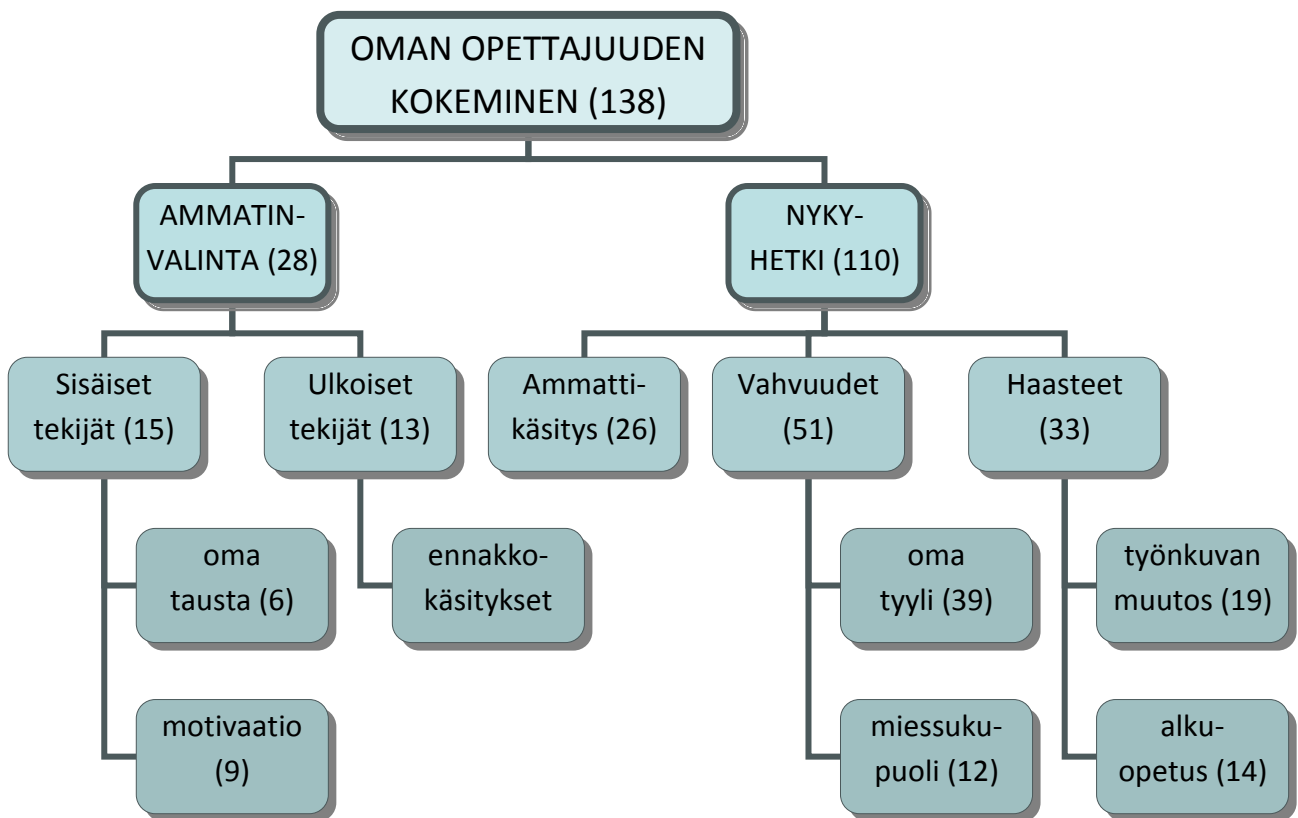 OMAN OPETTAJUUDEN
KOKEMINEN (138)
AMMATIN-
VALINTA (28)
NYKY-
HETKI (110)
Sisäiset
tekijät (15)
Ulkoiset
tekijät (13)
Ammatti-
käsitys (26)
Vahvuudet
(51)
Haasteet
(33)
oma
tausta (6)
ennakko-
käsitykset
oma
tyyli (39)
työnkuvan
muutos (19)
motivaatio
(9)
miessuku-
puoli (12)
alku-
opetus (14)